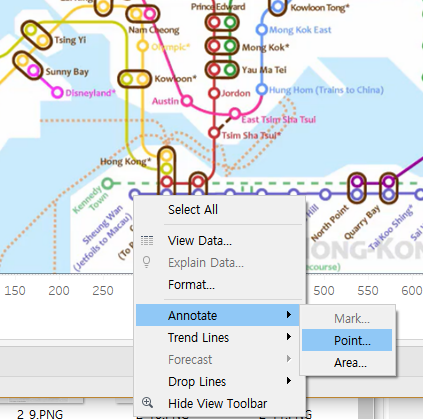 Prince Edward
Kowloon Tong*
Nam Cheong
Tsing Yi
Olympic*
Mong Kok East
Mong Kok*
Yau Ma Tei
Sunny Bay
Kowloon*
Disneyland*
Jordon
Austin
Hung Hom (Trains to China)
East Tsim Sha Tsui
Tsim Sha Tsui*
Hong Kong*
Kennedy
Town
Sheung Wan
(Jetfoils to Macau)
(To P
Hill
North Point
Quarry Bay*
Tai Koo Shing*
HONG KON
course)
150 200 250 500 550 600
Select All
View Data...
Explain Data...
Format...
Annotate
Trend Lines
Forecast
Drop Lines
Hide View Toolbar
Mark...
Point...
Area...
2_9.PNG